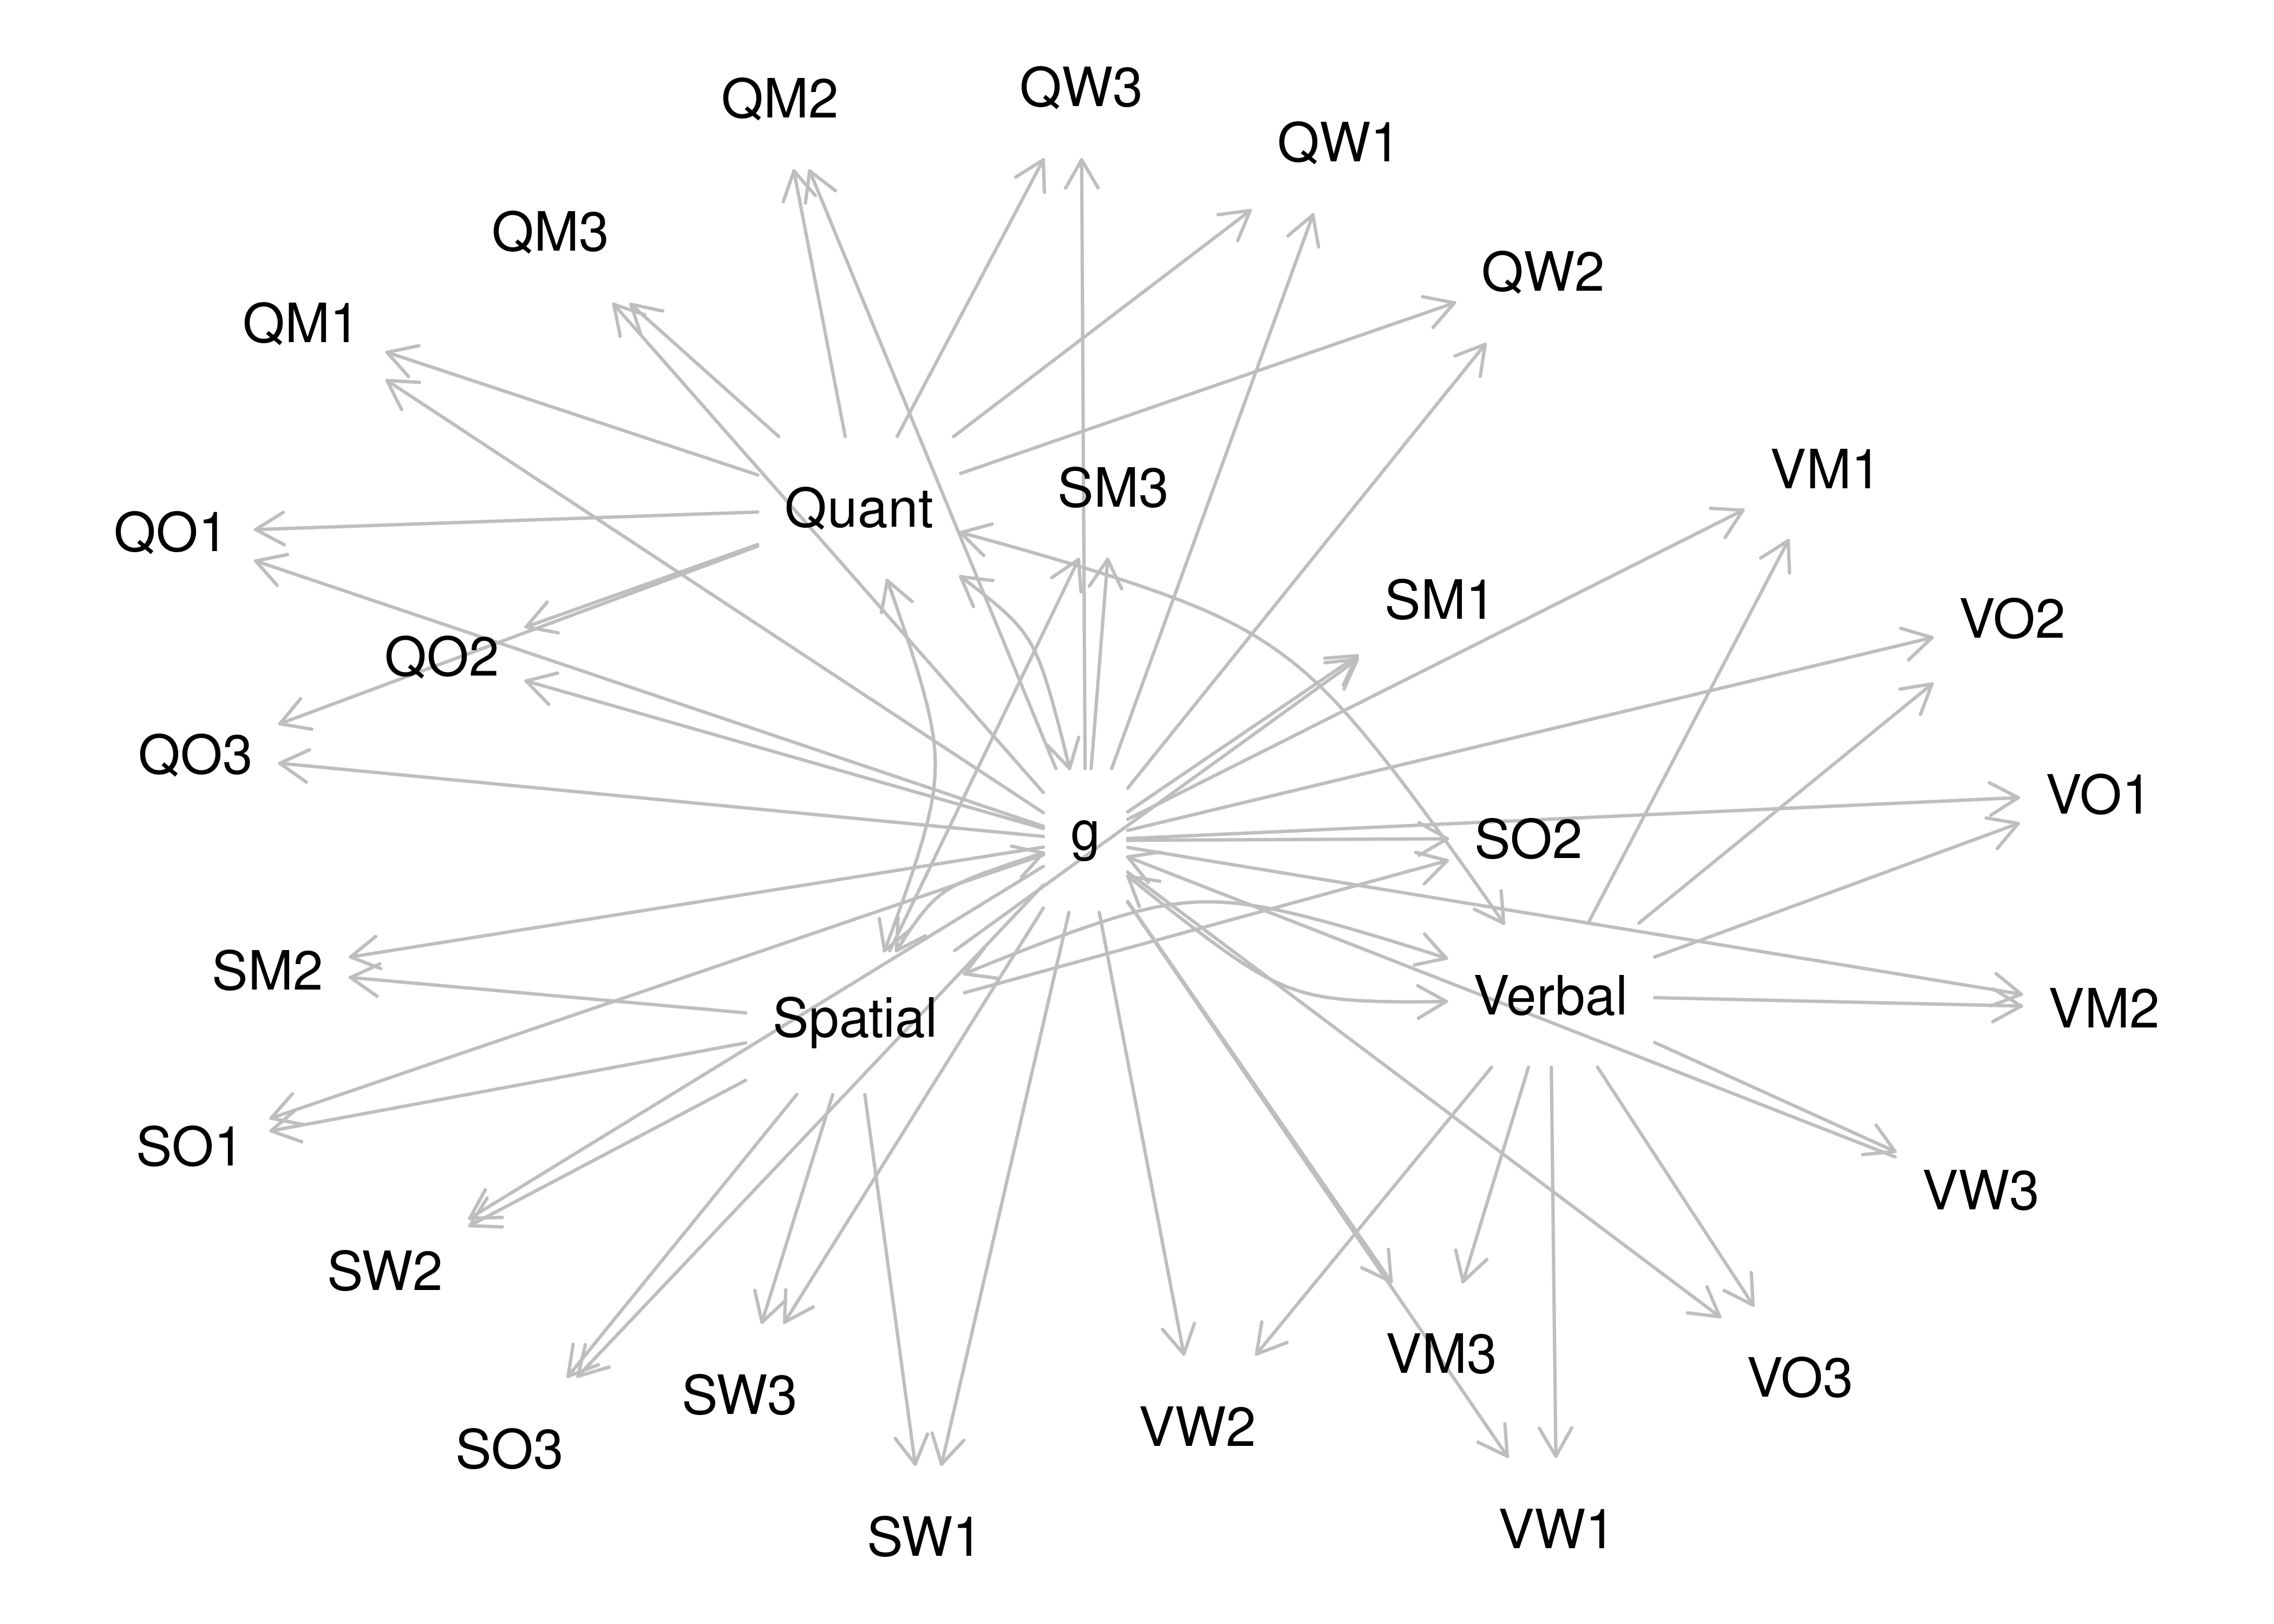 QW3
QM2
QW1
QM3
QW2
QM1
VM1
SM3
Quant
QO1
SM1
VO2
QO2
QO3
VO1
g
SO2
SM2
Verbal
VM2
Spatial
SO1
VW3
SW2
VM3
VO3
SW3
VW2
SO3
VW1
SW1